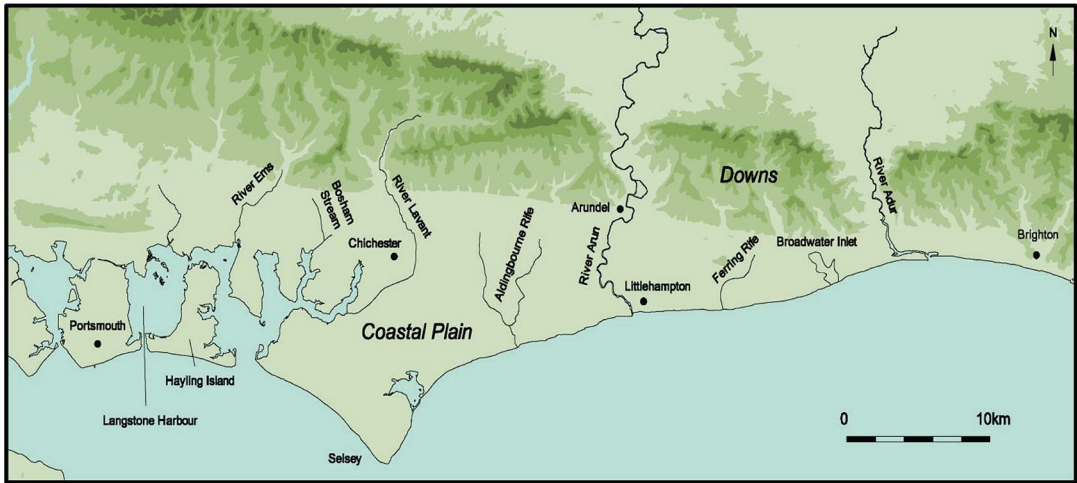 N
River Ems
Bosham
Stream
River Lavant
Aldingbourne Rife
River Arun
Arundel
Downs
River Adur
Chichester
Ferring Rife
Broadwater Inlet
Brighton
Littlehampton
Portsmouth
Coastal Plain
Hayling Island
Langstone Harbour
Selsey
0
10km